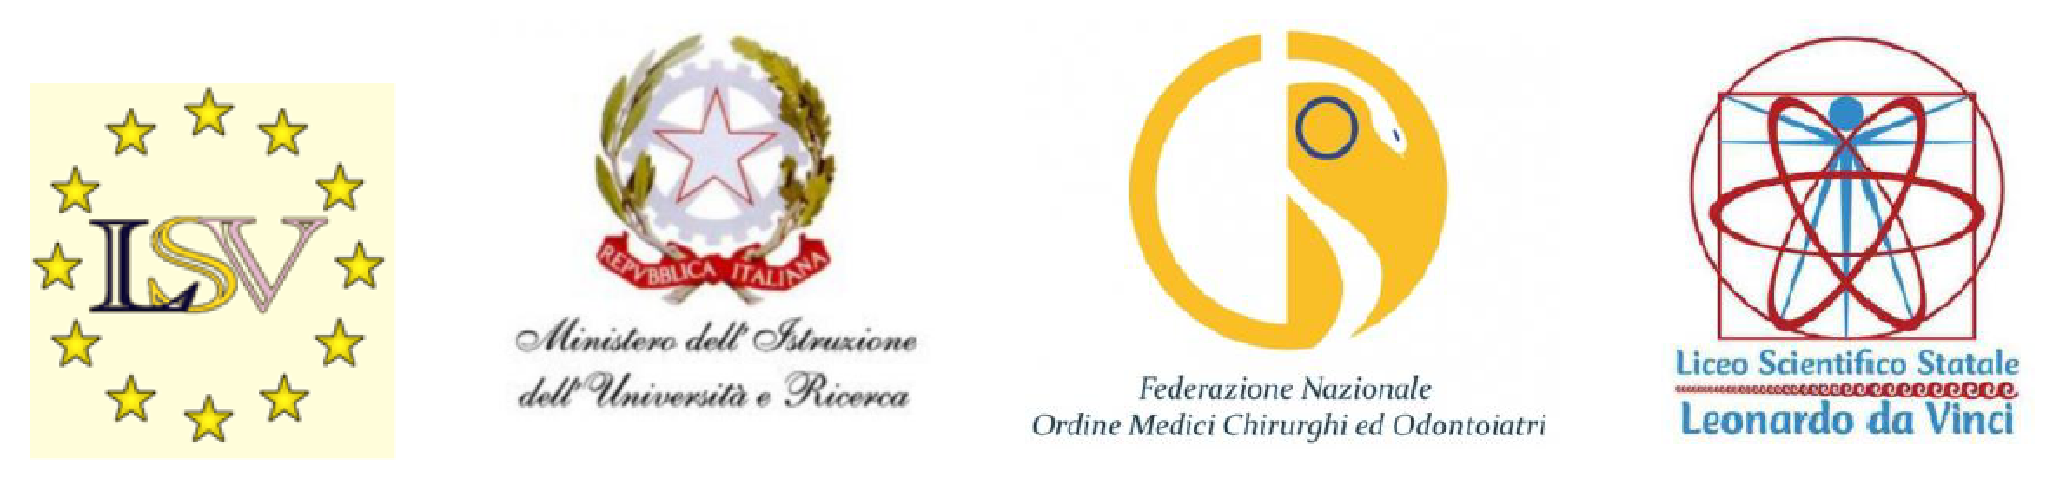 LSV
REPVBBLICA ITALIANA
Ministero dell'Istruzione
dell'Università e Ricerca
Federazione Nazionale
Ordine Medici Chirurghi ed Odontoiatri
Liceo Scientifico Statale
Leonardo da Vinci